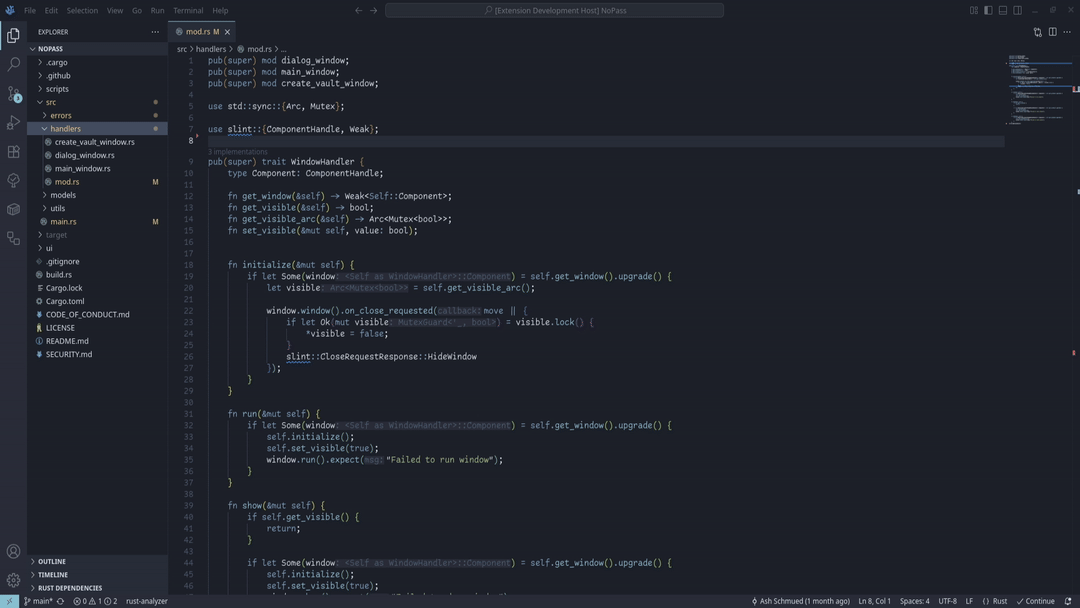 File Edit Selection View Go Run Terminal Help
[Extension Development Host] NoPass
EXPLORER
NOPASS
.cargo
.github
scripts
src
errors
handlers
create_vault_window.rs
dialog_window.rs
main_window.rs
mod.rs M
models
utils
main.rs M
target
ui
.gitignore
build.rs
Cargo.lock
Cargo.toml
CODE_OF_CONDUCT.md
LICENSE
README.md
SECURITY.md
OUTLINE
TIMELINE
RUST DEPENDENCIES
3
mod.rs M
src > handlers > mod.rs > ...
1 pub(super) mod dialog_window;
2 pub(super) mod main_window;
3 pub(super) mod create_vault_window;
4
5 use std::sync::{Arc, Mutex};
6
7 use slint::{ComponentHandle, Weak};
8
3 implementations
9 pub(super) trait WindowHandler {
10 type Component: ComponentHandle;
11
12 fn get_window(&self) -> Weak<Self::Component>;
13 fn get_visible(&self) -> bool;
14 fn get_visible_arc(&self) -> Arc<Mutex<bool>>;
15 fn set_visible(&mut self, value: bool);
16
17
18 fn initialize(&mut self) {
19 if let Some(window: <Self as WindowHandler>::Component) = self.get_window().upgrade() {
20 let visible: Arc<Mutex<bool>> = self.get_visible_arc();
21
22 window.window().on_close_requested(callback: move || {
23 if let Ok(mut visible: MutexGuard<'_, bool>) = visible.lock() {
24 *visible = false;
25 }
26 slint::CloseRequestResponse::HideWindow
27 });
28 }
29 }
30
31 fn run(&mut self) {
32 if let Some(window: <Self as WindowHandler>::Component) = self.get_window().upgrade() {
33 self.initialize();
34 self.set_visible(true);
35 window.run().expect(msg: "Failed to run window");
36 }
37 }
38
39 fn show(&mut self) {
40 if self.get_visible() {
41 return;
42 }
43
44 if let Some(window: <Self as WindowHandler>::Component) = self.get_window().upgrade() {
45 self.initialize();
46 self.set_visible(true);
main* 0 1 2 rust-analyzer
Ash Schmued (1 month ago) Ln 8, Col 1 Spaces: 4 UTF-8 LF {} Rust Continue